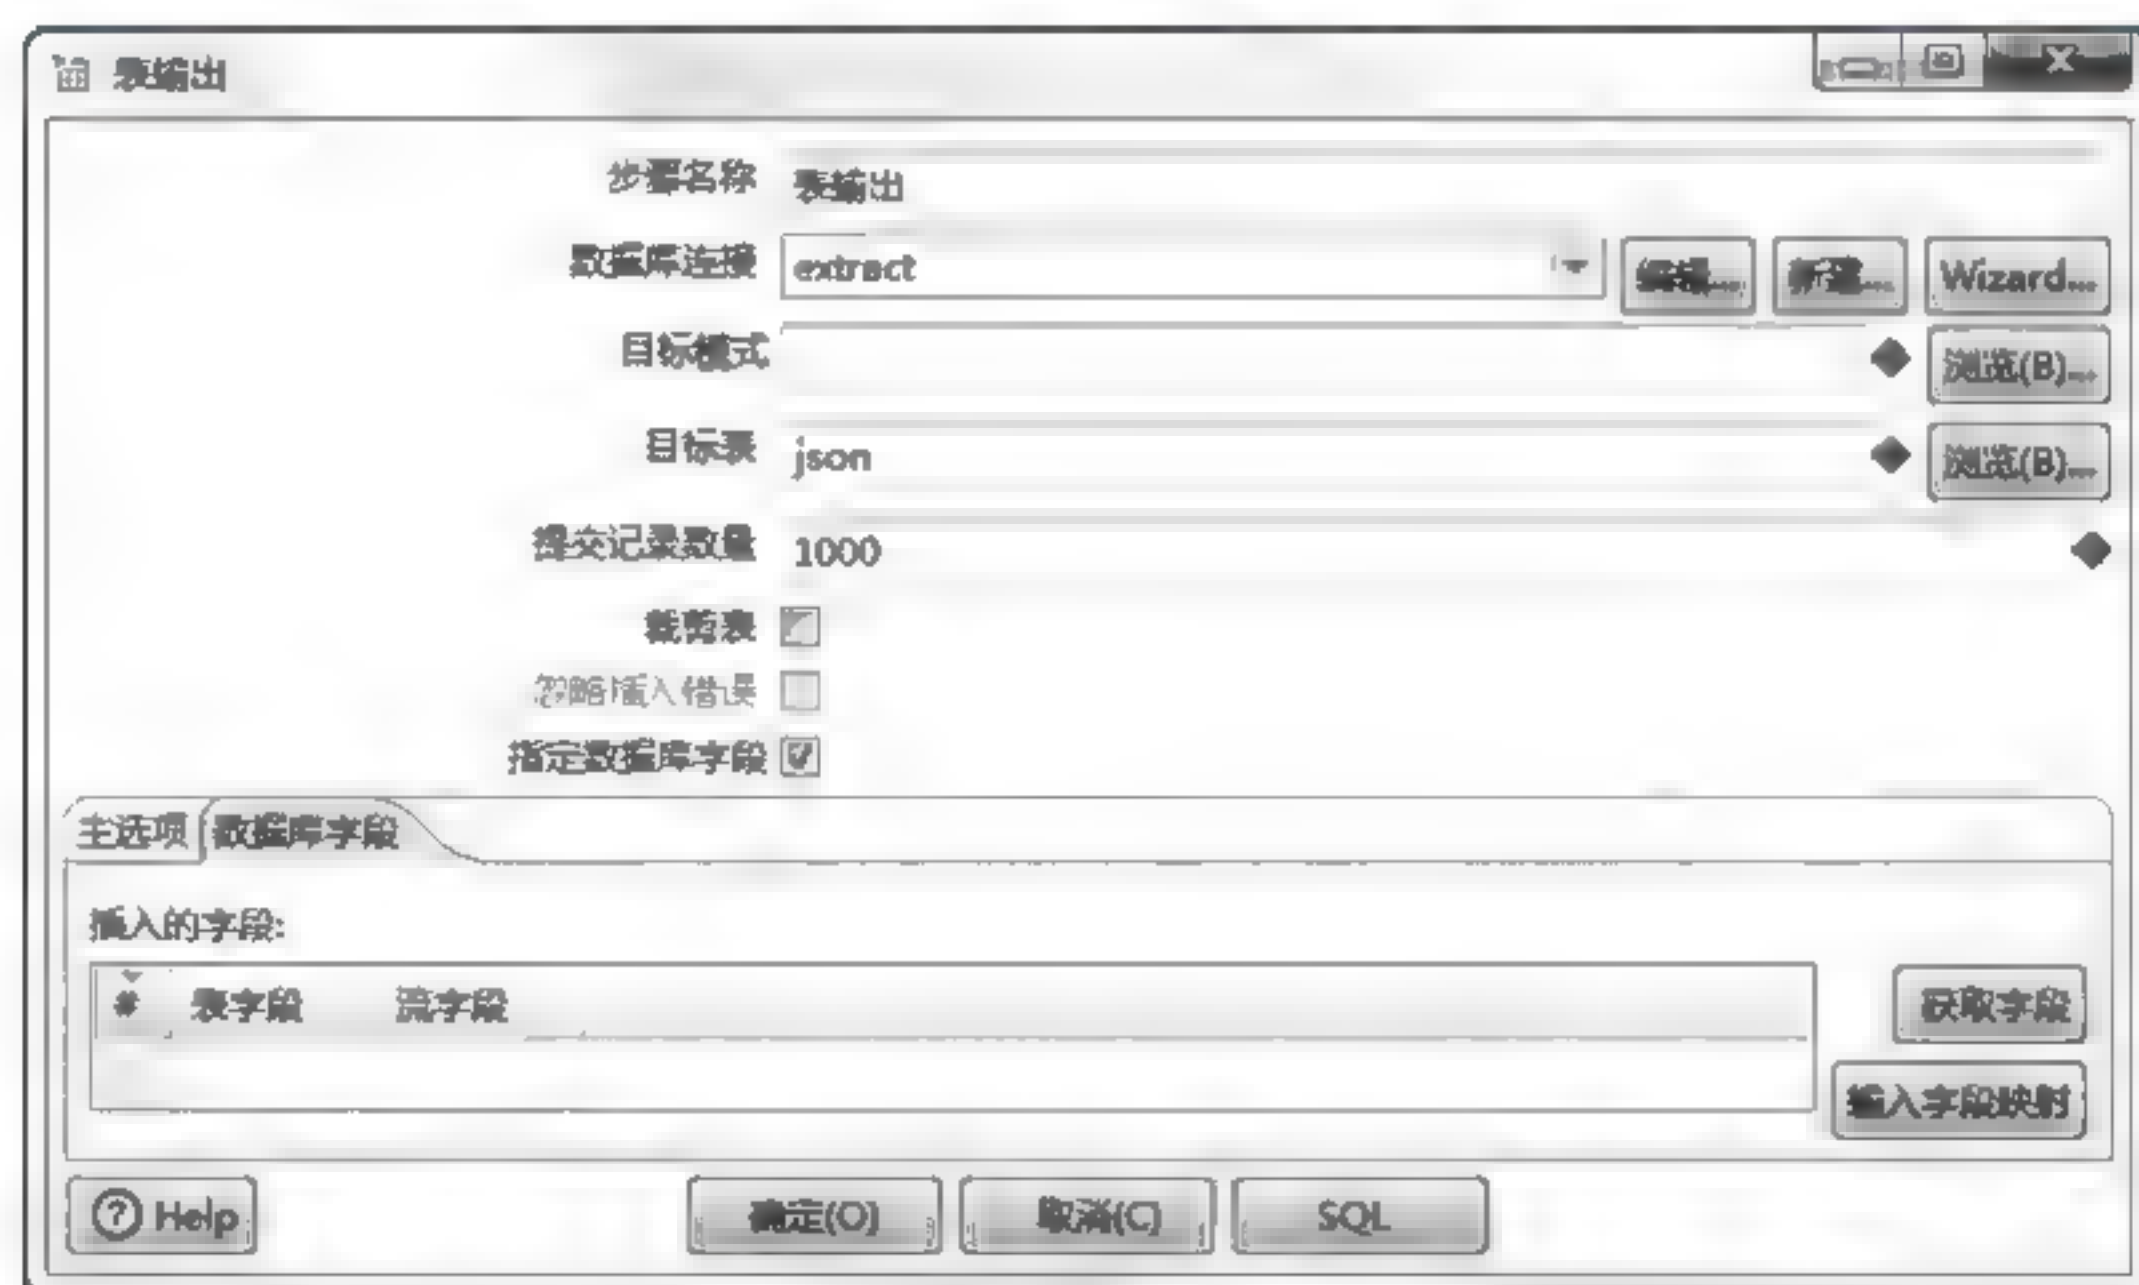 表输出
步骤名称 表输出
数据库连接 extract 编辑... 新建... Wizard...
目标模式 浏览(B)...
目标表 json 浏览(B)...
提交记录数量 1000
裁剪表
忽略插入错误
指定数据库字段
主选项 数据库字段
插入的字段:
# 表字段 流字段
获取字段
输入字段映射
Help 确定(O) 取消(C) SQL